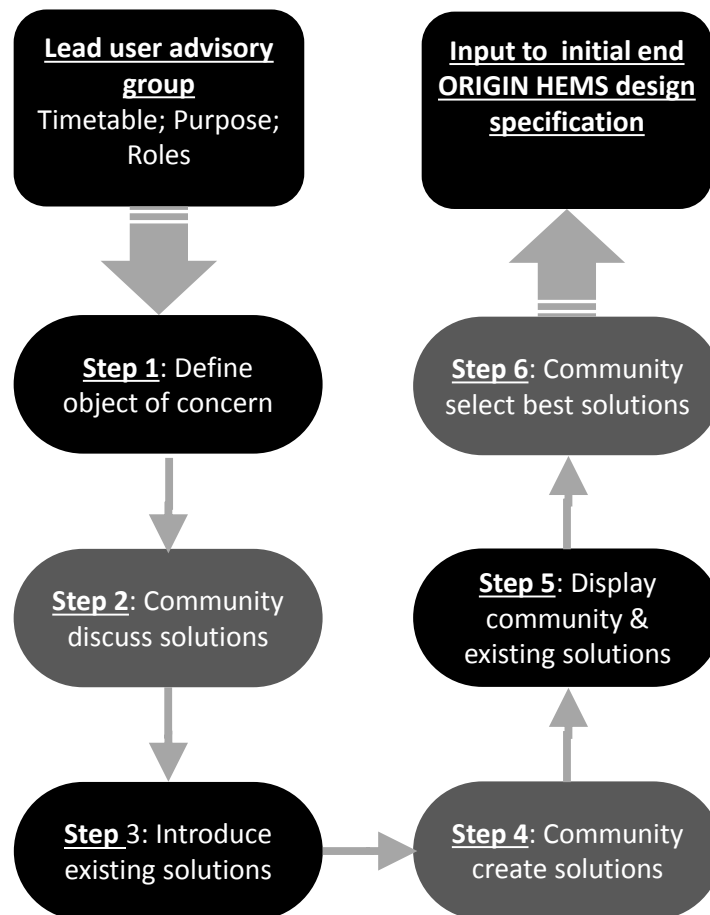 Lead user advisory
group
Timetable; Purpose;
Roles
Step 1: Define
object of concern
Step 2: Community
discuss solutions
Step 3: Introduce
existing solutions
Step 4: Community
create solutions
Step 5: Display
community &
existing solutions
Step 6: Community
select best solutions
Input to  initial end
ORIGIN HEMS design
specification